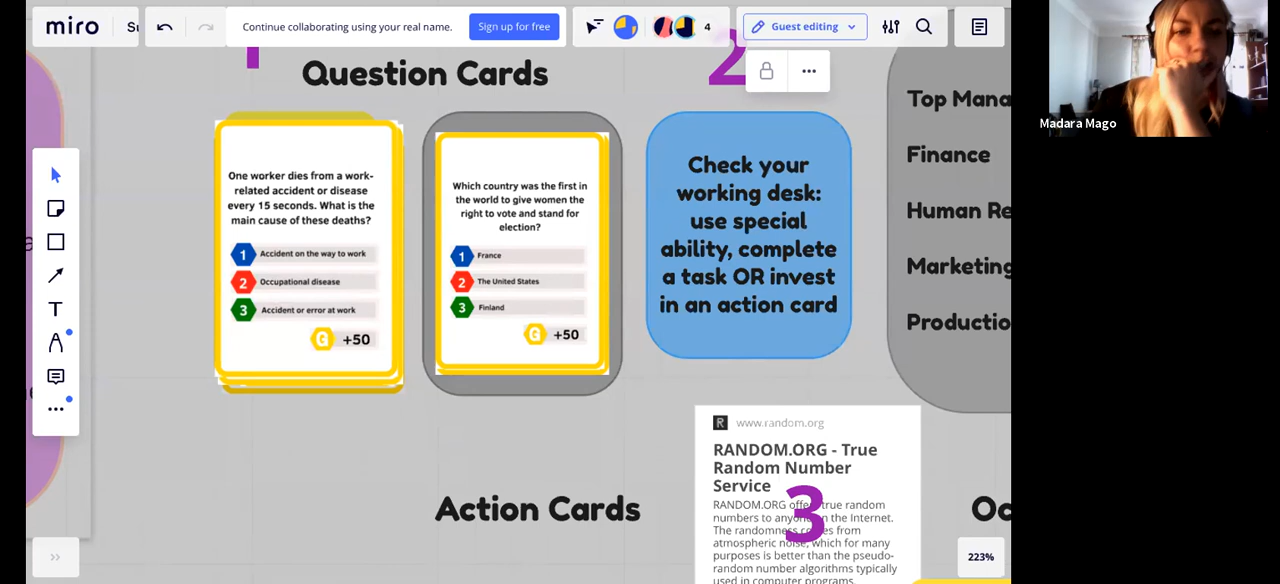 miro
Continue collaborating using your real name.
Sign up for free
4
Guest editing
Madara Mago
Question Cards
2
One worker dies from a work-
related accident or disease
every 15 seconds. What is the
main cause of these deaths?
1 Accident on the way to work
2 Occupational disease
3 Accident or error at work
G +50
Which country was the first in
the world to give women the
right to vote and stand for
election?
1 France
2 The United States
3 Finland
G +50
Check your
working desk:
use special
ability, complete
a task OR invest
in an action card
Top Mana
Finance
Human Re
Marketing
Productio
T
Action Cards
R www.random.org
RANDOM.ORG - True
Random Number
Service
3
RANDOM.ORG offers true random
numbers to anyone on the Internet.
The randomness comes from
atmospheric noise, which for many
purposes is better than the pseudo-
random number algorithms typically
used in computer programs.
Oc
223%